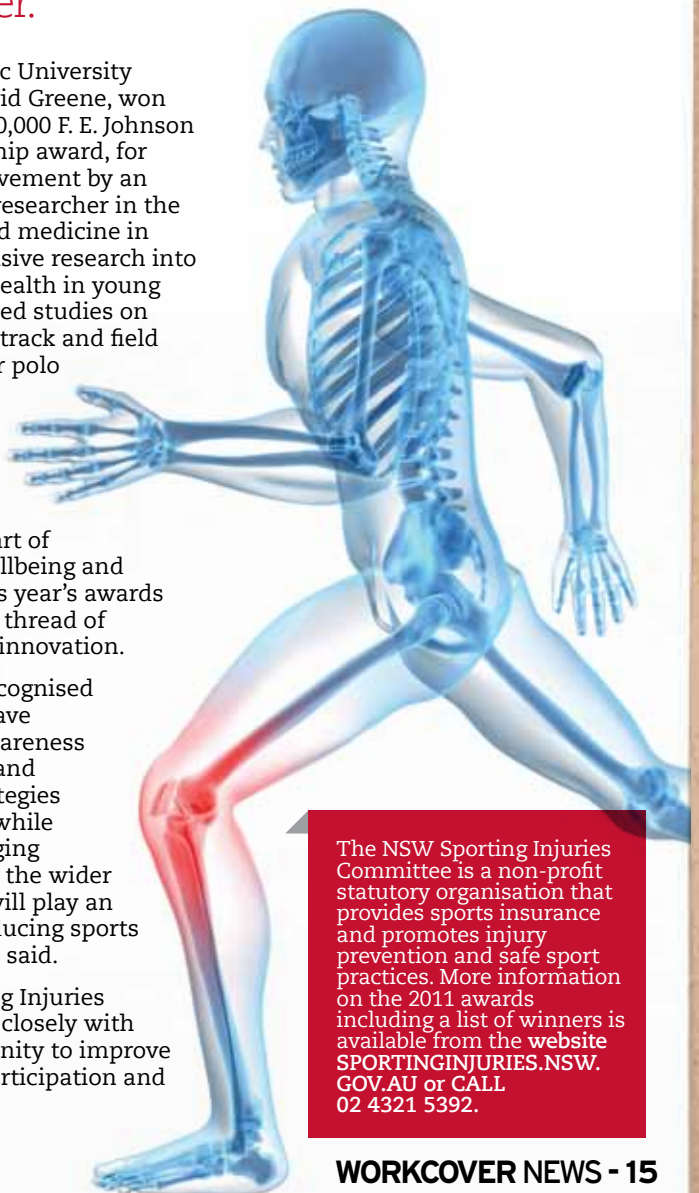 er.
ic University
id Greene, won
0,000 F. E. Johnson
hip award, for
vement by an
researcher in the
d medicine in
sive research into
ealth in young
ed studies on
track and field
r polo
art of
llbeing and
s year's awards
thread of
innovation.
cognised
ave
areness
and
tegies
while
ging
the wider
will play an
ducing sports
said.
g Injuries
closely with
nity to improve
rticipation and
The NSW Sporting Injuries
Committee is a non-profit
statutory organisation that
provides sports insurance
and promotes injury
prevention and safe sport
practices. More information
on the 2011 awards
including a list of winners is
available from the website
SPORTINGINJURIES.NSW.
GOV.AU or CALL
02 4321 5392.
WORKCOVER NEWS - 15